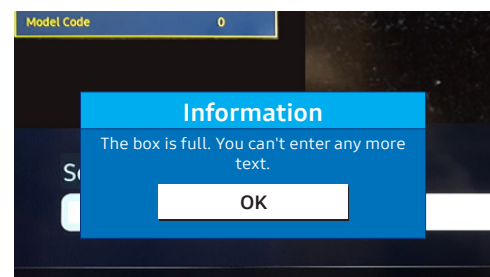 Model Code 0
Information
The box is full. You can't enter any more
text.
OK